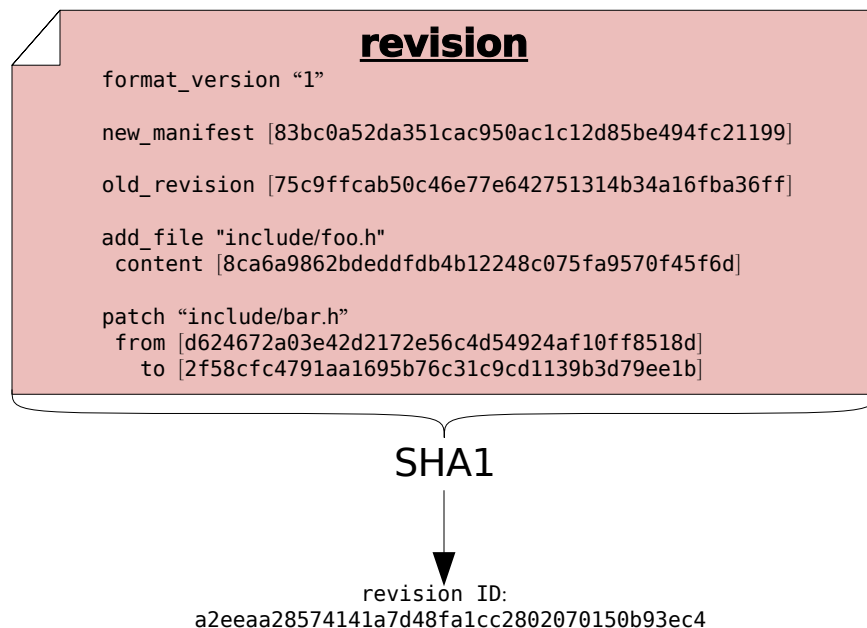 revision
format_version “1”
new_manifest [83bc0a52da351cac950ac1c12d85be494fc21199]
old_revision [75c9ffcab50c46e77e642751314b34a16fba36ff]
add_file "include/foo.h"
content [8ca6a9862bdeddfdb4b12248c075fa9570f45f6d]
patch “include/bar.h”
from [d624672a03e42d2172e56c4d54924af10ff8518d]
to [2f58cfc4791aa1695b76c31c9cd1139b3d79ee1b]
SHA1
revision ID:
a2eeaa28574141a7d48fa1cc2802070150b93ec4